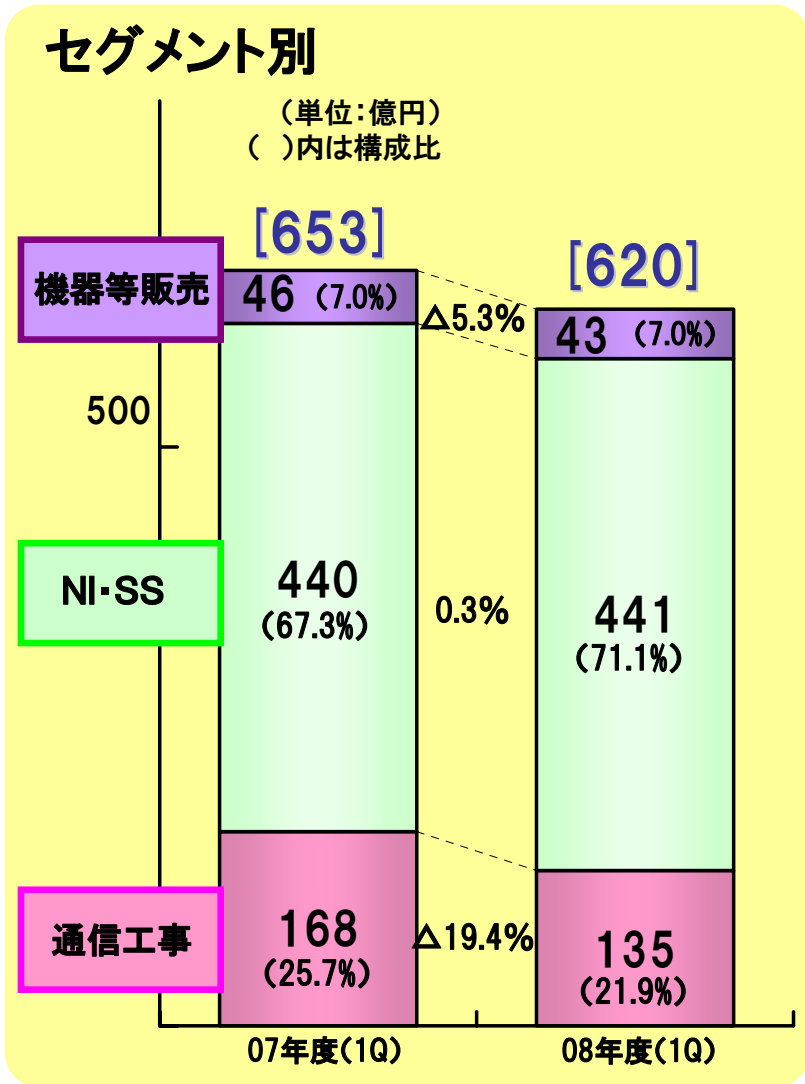 セグメント別
（単位：億円）
（ ）内は構成比
[653]
[620]
機器等販売
46 （7.0%）
△5.3%
43 （7.0%）
500
NI・SS
440
（67.3%）
0.3%
441
（71.1%）
通信工事
168
（25.7%）
△19.4%
135
（21.9%）
07年度（1Q）
08年度（1Q）